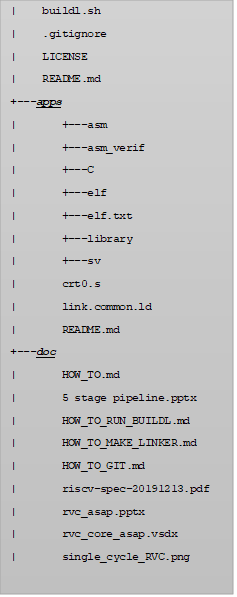 |    buildl.sh
|    .gitignore
|    LICENSE
|    README.md
+---apps
|       +---asm
|       +---asm_verif
|       +---C
|       +---elf
|       +---elf.txt
|       +---library
|       +---sv
|       crt0.s
|       link.common.ld
|       README.md
+---doc
|       HOW_TO.md
|       5 stage pipeline.pptx
|       HOW_TO_RUN_BUILDL.md
|       HOW_TO_MAKE_LINKER.md
|       HOW_TO_GIT.md
|       riscv-spec-20191213.pdf
|       rvc_asap.pptx
|       rvc_core_asap.vsdx
|       single_cycle_RVC.png